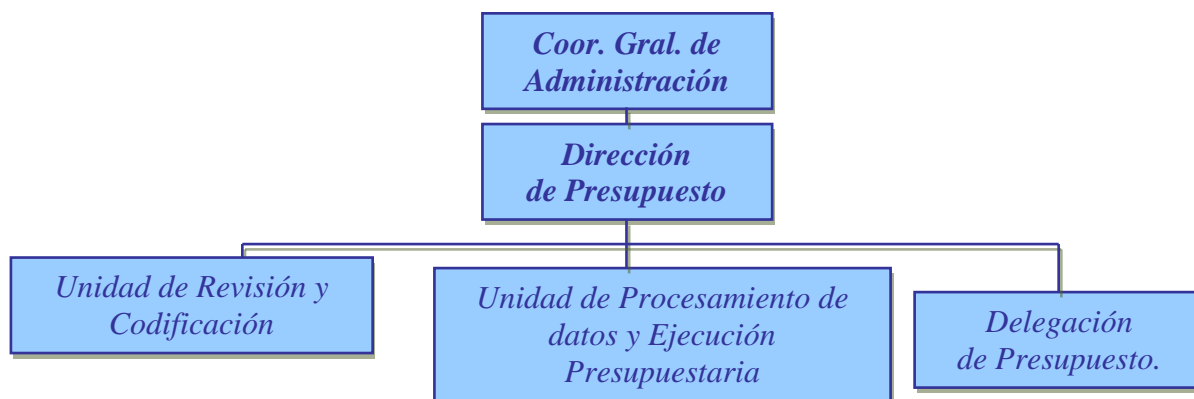 Coor. Gral. de
Administración
Dirección
de Presupuesto
Unidad de Revisión y
Codificación
Unidad de Procesamiento de
datos y Ejecución
Presupuestaria
Delegación
de Presupuesto.